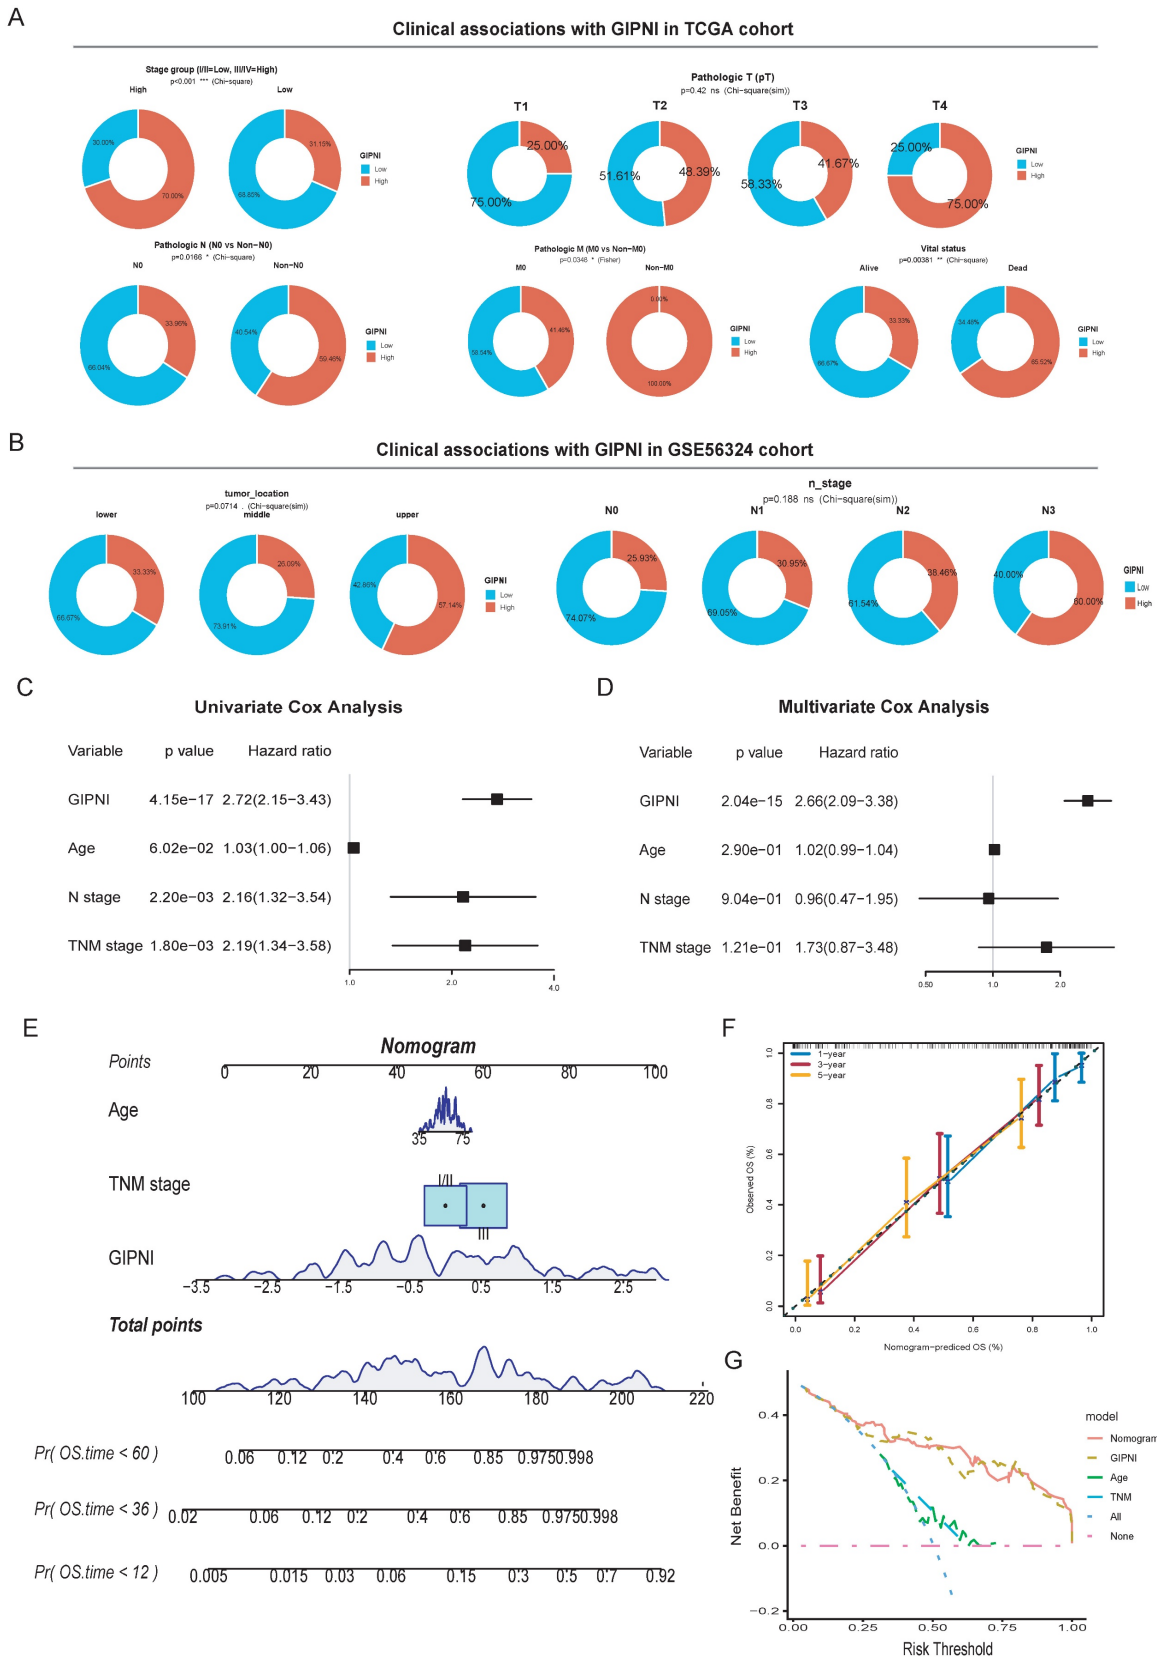 A
Clinical associations with GIPNI in TCGA cohort
Stage group (I/II=Low, III/IV=High)
p<0.001 *** (Chi-square)
High Low
30.00% 70.00% 31.15% 68.85%
GIPNI
Low
High
Pathologic T (pT)
p=0.42 ns (Chi-square(sim))
T1 T2 T3 T4
25.00% 75.00% 51.61% 48.39% 58.33% 41.67% 25.00% 75.00%
GIPNI
Low
High
Pathologic N (N0 vs Non−N0)
p=0.0166 * (Chi-square)
N0 Non−N0
33.96% 66.04% 40.54% 59.46%
GIPNI
Low
High
Pathologic M (M0 vs Non−M0)
p=0.0348 * (Fisher)
M0 Non−M0
41.46% 58.54% 0.00% 100.00%
GIPNI
Low
High
Vital status
p=0.00381 ** (Chi-square)
Alive Dead
33.33% 66.67% 34.48% 65.52%
GIPNI
Low
High
B
Clinical associations with GIPNI in GSE56324 cohort
tumor_location
p=0.0714 . (Chi-square(sim))
lower middle upper
33.33% 66.67% 26.09% 73.91% 42.86% 57.14%
GIPNI
Low
High
n_stage
p=0.188 ns (Chi-square(sim))
N0 N1 N2 N3
25.93% 74.07% 30.95% 69.05% 38.46% 61.54% 40.00% 60.00%
GIPNI
Low
High
C
Univariate Cox Analysis
Variable p value Hazard ratio
GIPNI 4.15e−17 2.72(2.15−3.43)
Age 6.02e−02 1.03(1.00−1.06)
N stage 2.20e−03 2.16(1.32−3.54)
TNM stage 1.80e−03 2.19(1.34−3.58)
1.0 2.0 4.0
D
Multivariate Cox Analysis
Variable p value Hazard ratio
GIPNI 2.04e−15 2.66(2.09−3.38)
Age 2.90e−01 1.02(0.99−1.04)
N stage 9.04e−01 0.96(0.47−1.95)
TNM stage 1.21e−01 1.73(0.87−3.48)
0.50 1.0 2.0
E
Nomogram
Points
0 20 40 60 80 100
Age
35 75
TNM stage
I/II
III
GIPNI
−3.5 −2.5 −1.5 −0.5 0.5 1.5 2.5
Total points
100 120 140 160 180 200 220
Pr( OS.time < 60 )
0.06 0.12 0.2 0.4 0.6 0.85 0.975 0.998
Pr( OS.time < 36 )
0.02 0.06 0.12 0.2 0.4 0.6 0.85 0.975 0.998
Pr( OS.time < 12 )
0.005 0.015 0.03 0.06 0.15 0.3 0.5 0.7 0.92
F
1−year
3−year
5−year
Observed OS (%)
0.0 0.2 0.4 0.6 0.8 1.0
0.0 0.2 0.4 0.6 0.8 1.0
Nomogram−prediced OS (%)
G
Net Benefit
0.4
0.2
0.0
−0.2
0.00 0.25 0.50 0.75 1.00
Risk Threshold
model
Nomogram
GIPNI
Age
TNM
All
None